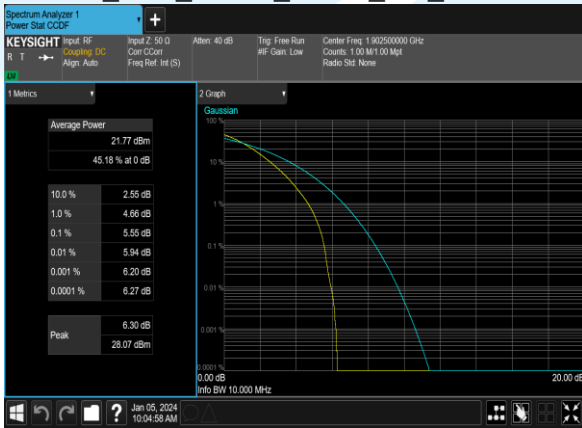 Spectrum Analyzer 1
Power Stat CCDF
KEYSIGHT
R T
Input: RF
Coupling: DC
Align: Auto
Input Z: 50 Ω
Corr CCorr
Freq Ref: Int (S)
Atten: 40 dB
Trig: Free Run
#IF Gain: Low
Center Freq: 1.902500000 GHz
Counts: 1.00 M/1.00 Mpt
Radio Std: None
1 Metrics
Average Power
21.77 dBm
45.18 % at 0 dB
10.0 % 2.55 dB
1.0 % 4.66 dB
0.1 % 5.55 dB
0.01 % 5.94 dB
0.001 % 6.20 dB
0.0001 % 6.27 dB
Peak
6.30 dB
28.07 dBm
2 Graph
Gaussian
100 %
10 %
1 %
0.1 %
0.01 %
0.001 %
0.0001 %
0.00 dB
20.00 dB
Info BW 10.000 MHz
?
Jan 05, 2024
10:04:58 AM